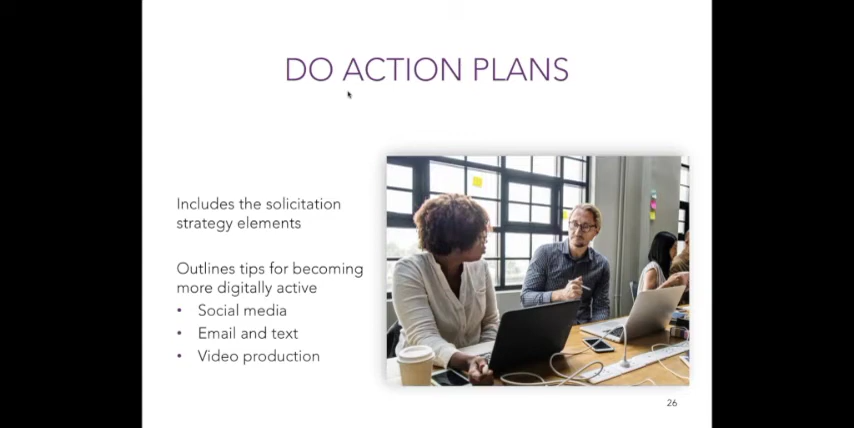 DO ACTION PLANS
Includes the solicitation
strategy elements
Outlines tips for becoming
more digitally active
• Social media
• Email and text
• Video production
26